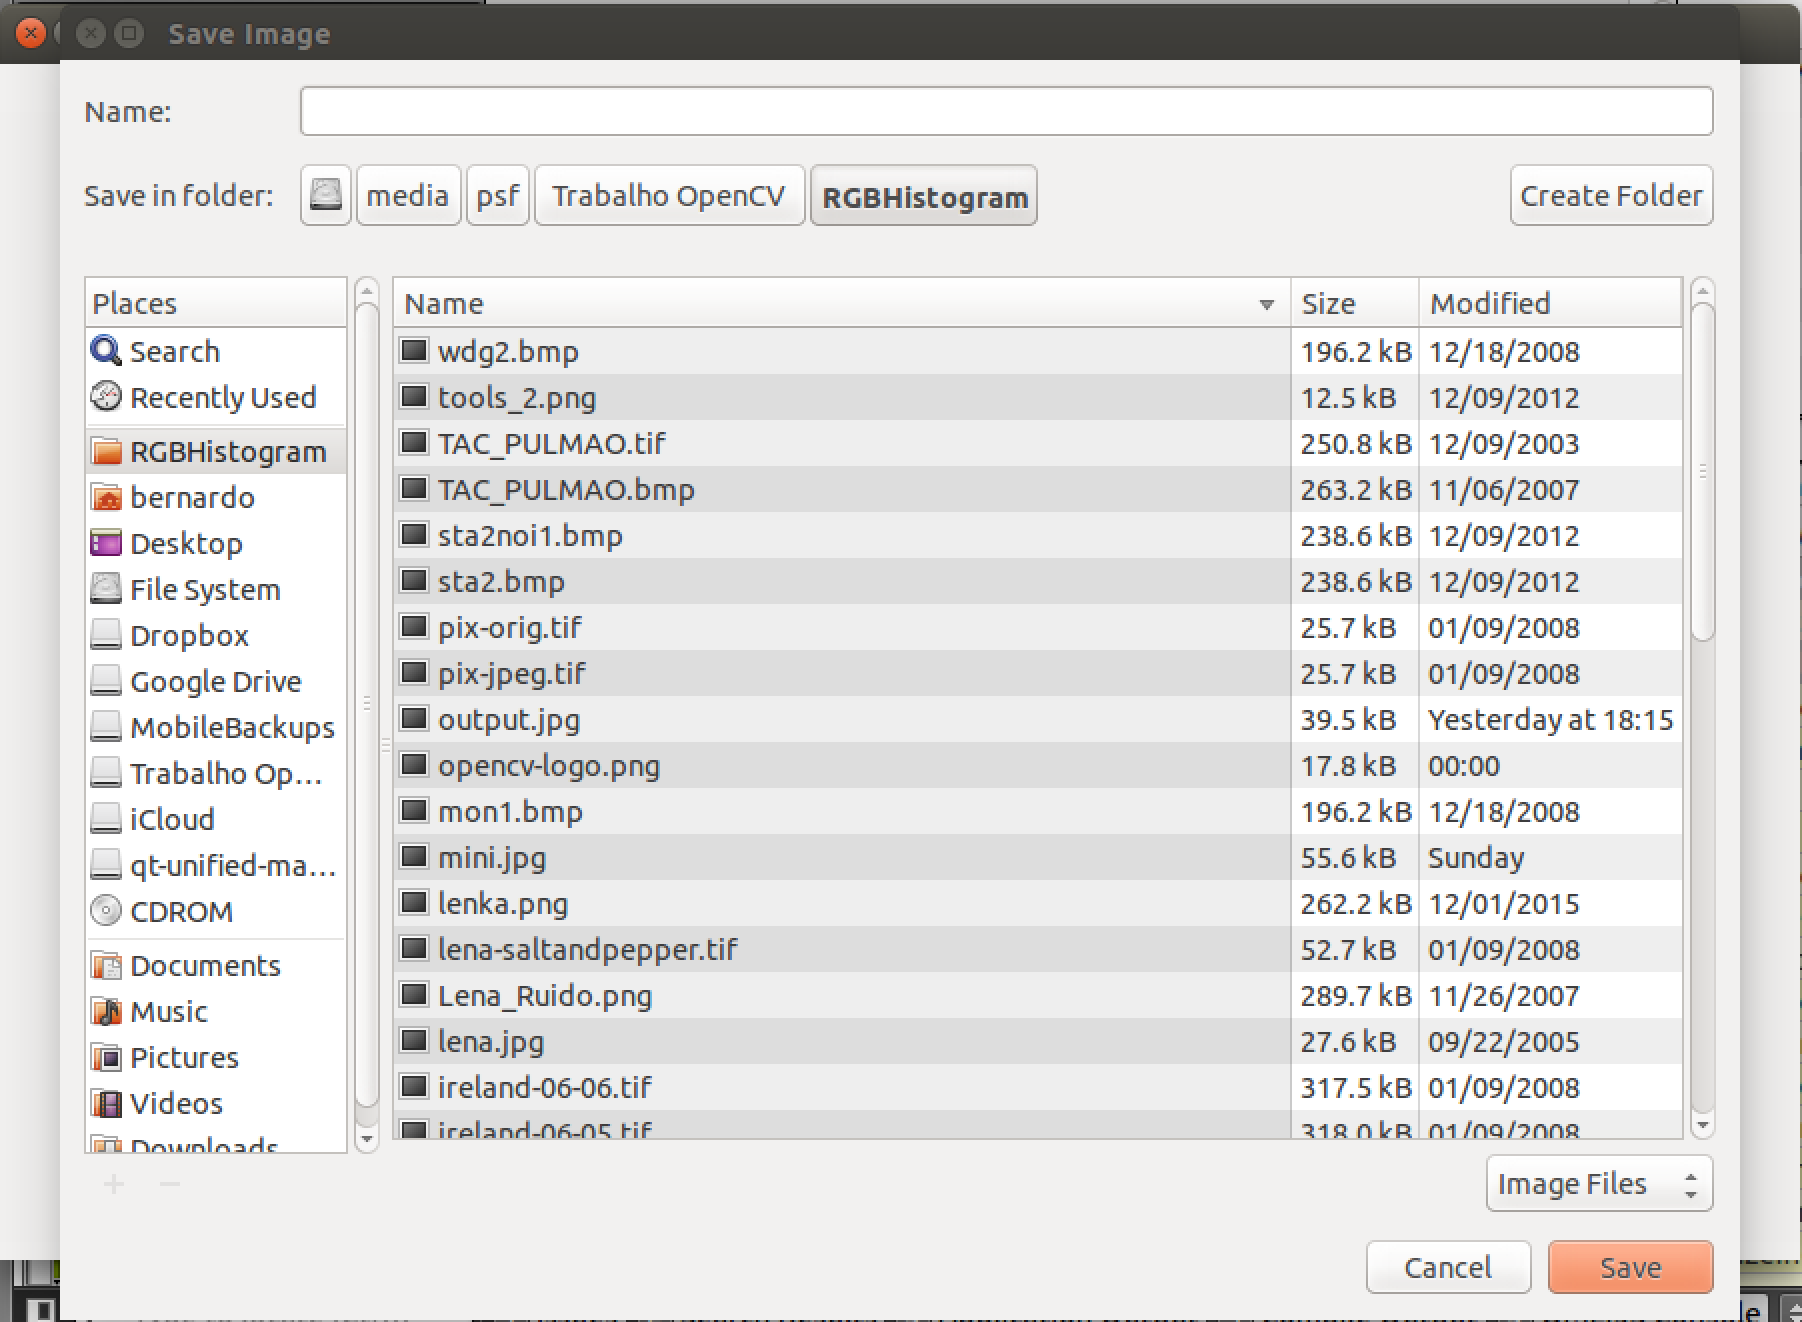 Save Image
Name:
Save in folder: media psf Trabalho OpenCV RGBHistogram Create Folder
Places
Search
Recently Used
RGBHistogram
bernardo
Desktop
File System
Dropbox
Google Drive
MobileBackups
Trabalho Op...
iCloud
qt-unified-ma...
CDROM
Documents
Music
Pictures
Videos
Downloads
Name Size Modified
wdg2.bmp 196.2 kB 12/18/2008
tools_2.png 12.5 kB 12/09/2012
TAC_PULMAO.tif 250.8 kB 12/09/2003
TAC_PULMAO.bmp 263.2 kB 11/06/2007
sta2noi1.bmp 238.6 kB 12/09/2012
sta2.bmp 238.6 kB 12/09/2012
pix-orig.tif 25.7 kB 01/09/2008
pix-jpeg.tif 25.7 kB 01/09/2008
output.jpg 39.5 kB Yesterday at 18:15
opencv-logo.png 17.8 kB 00:00
mon1.bmp 196.2 kB 12/18/2008
mini.jpg 55.6 kB Sunday
lenka.png 262.2 kB 12/01/2015
lena-saltandpepper.tif 52.7 kB 01/09/2008
Lena_Ruido.png 289.7 kB 11/26/2007
lena.jpg 27.6 kB 09/22/2005
ireland-06-06.tif 317.5 kB 01/09/2008
ireland-06-05.tif 318.0 kB 01/09/2008
Image Files
Cancel Save